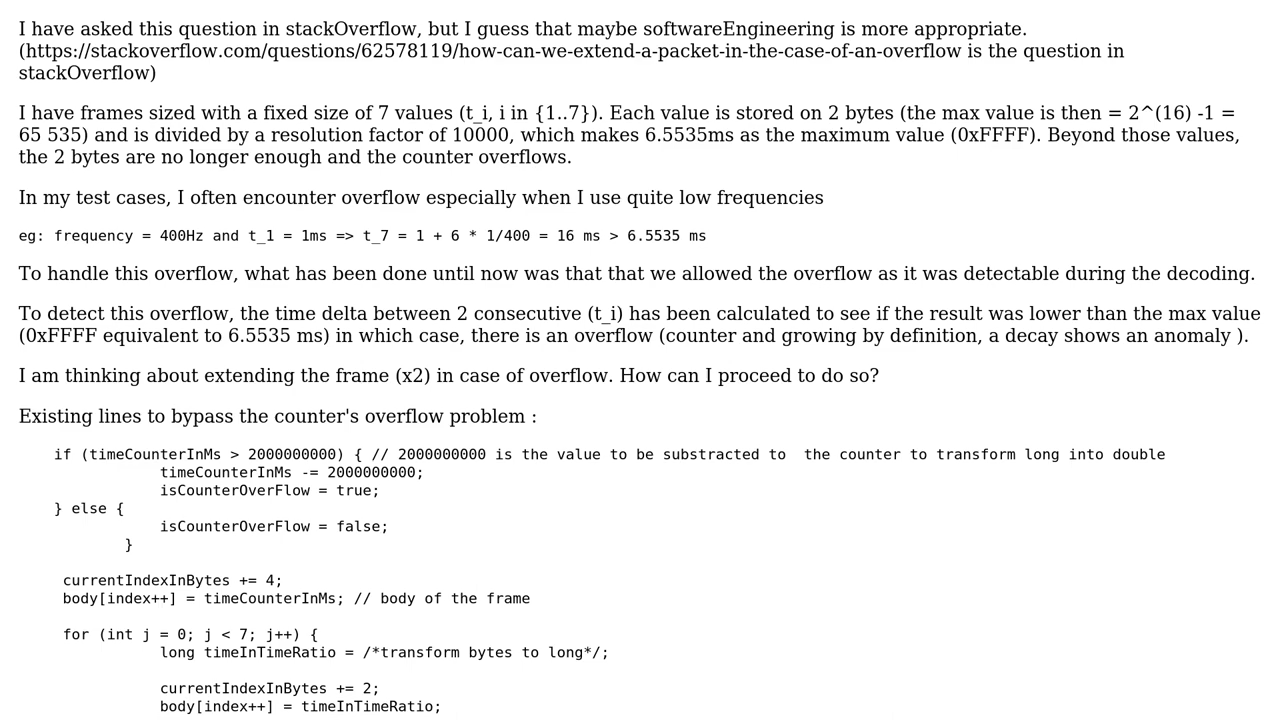 I have asked this question in stackOverflow, but I guess that maybe softwareEngineering is more appropriate.
(https://stackoverflow.com/questions/62578119/how-can-we-extend-a-packet-in-the-case-of-an-overflow is the question in
stackOverflow)
I have frames sized with a fixed size of 7 values (t_i, i in {1..7}). Each value is stored on 2 bytes (the max value is then = 2^(16) -1 =
65 535) and is divided by a resolution factor of 10000, which makes 6.5535ms as the maximum value (0xFFFF). Beyond those values,
the 2 bytes are no longer enough and the counter overflows.
In my test cases, I often encounter overflow especially when I use quite low frequencies
eg: frequency = 400Hz and t_1 = 1ms => t_7 = 1 + 6 * 1/400 = 16 ms > 6.5535 ms
To handle this overflow, what has been done until now was that that we allowed the overflow as it was detectable during the decoding.
To detect this overflow, the time delta between 2 consecutive (t_i) has been calculated to see if the result was lower than the max value
(0xFFFF equivalent to 6.5535 ms) in which case, there is an overflow (counter and growing by definition, a decay shows an anomaly ).
I am thinking about extending the frame (x2) in case of overflow. How can I proceed to do so?
Existing lines to bypass the counter's overflow problem :
if (timeCounterInMs > 2000000000) { // 2000000000 is the value to be substracted to  the counter to transform long into double
timeCounterInMs -= 2000000000;
isCounterOverFlow = true;
} else {
isCounterOverFlow = false;
}
currentIndexInBytes += 4;
body[index++] = timeCounterInMs; // body of the frame
for (int j = 0; j < 7; j++) {
long timeInTimeRatio = /*transform bytes to long*/;
currentIndexInBytes += 2;
body[index++] = timeInTimeRatio;